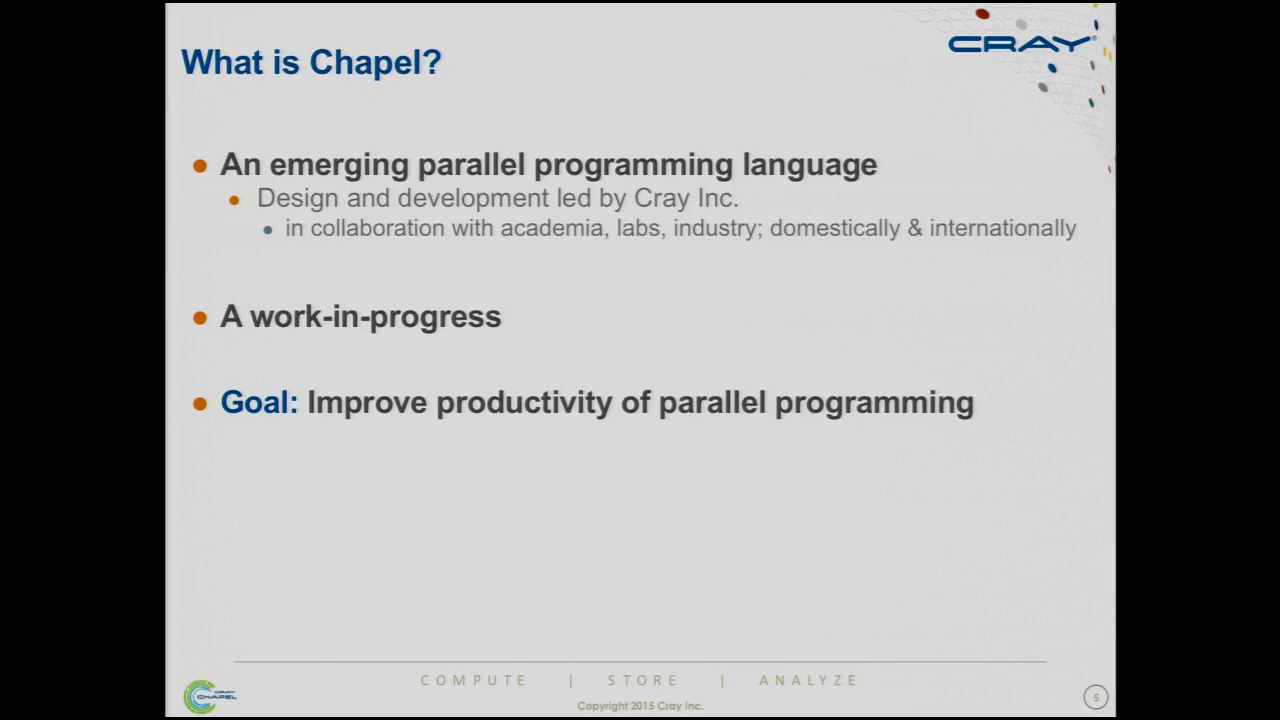 What is Chapel?
CRAY
An emerging parallel programming language
Design and development led by Cray Inc.
in collaboration with academia, labs, industry; domestically & internationally
A work-in-progress
Goal: Improve productivity of parallel programming
COMPUTE | STORE | ANALYZE
Copyright 2015 Cray Inc.
CRAY
CHAPEL
5